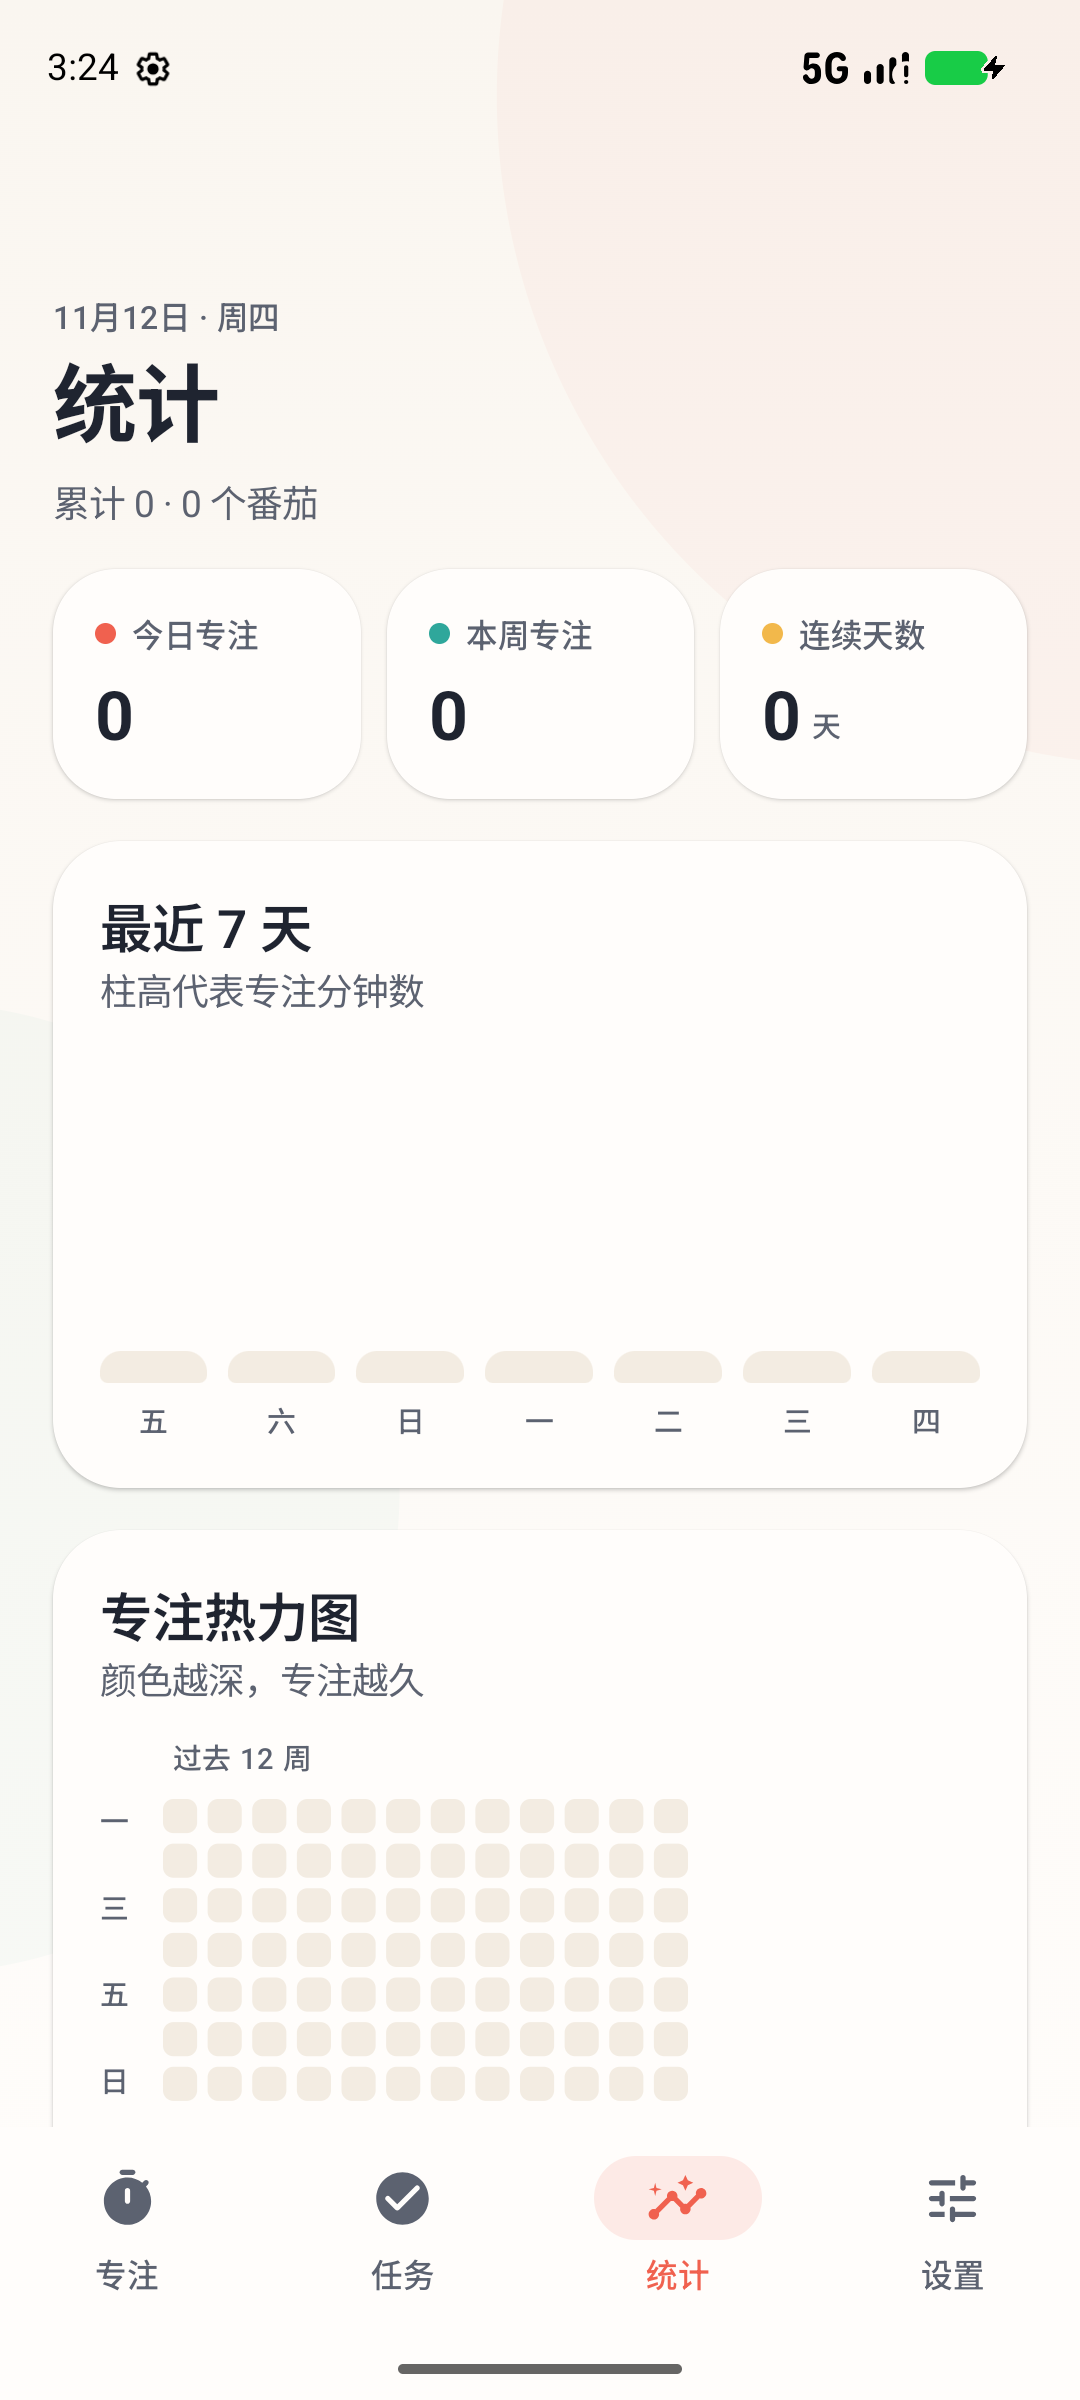 3:24 5G
11月12日 · 周四
统计
累计 0 · 0 个番茄
今日专注 本周专注 连续天数
0 0 0 天
最近 7 天
柱高代表专注分钟数
五 六 日 一 二 三 四
专注热力图
颜色越深，专注越久
过去 12 周
一
三
五
日
专注 任务 统计 设置